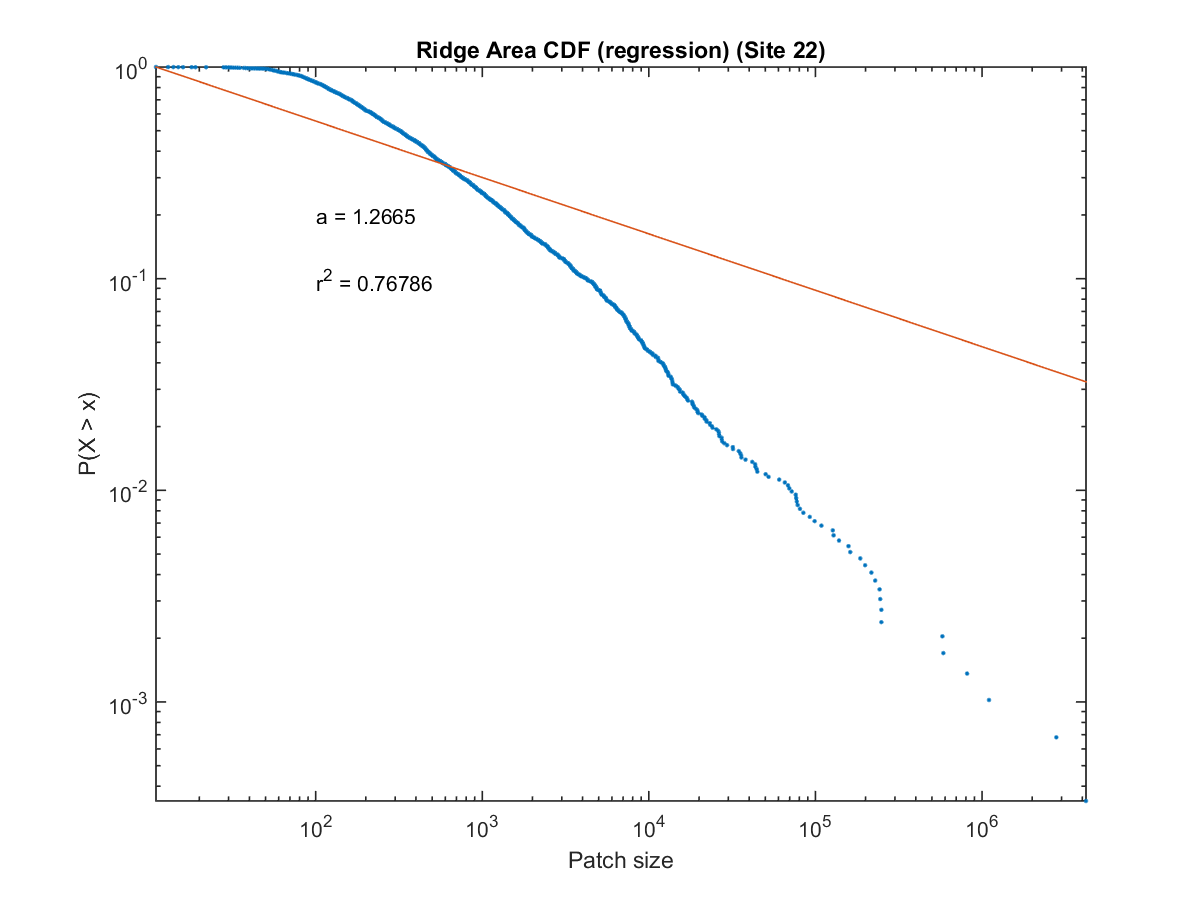 Ridge Area CDF (regression) (Site 22)
10^0
a = 1.2665
r^2 = 0.76786
10^-1
P(X > x)
10^-2
10^-3
10^2 10^3 10^4 10^5 10^6
Patch size